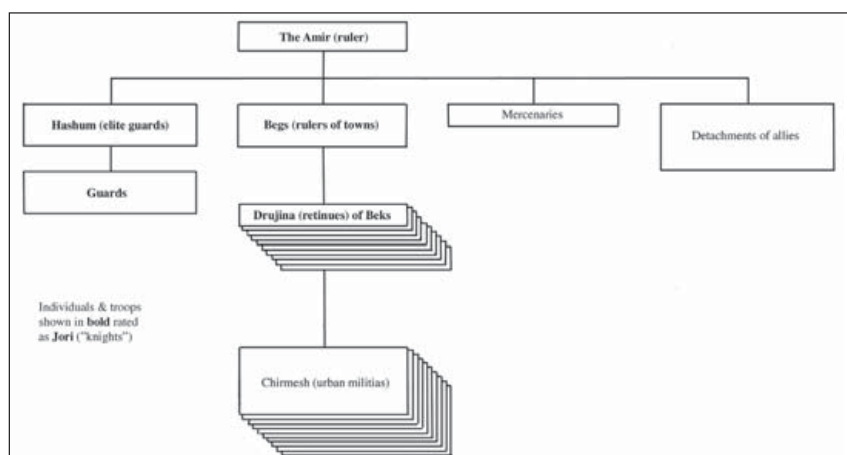 The Amir (ruler)
Hashum (elite guards)
Begs (rulers of towns)
Mercenaries
Detachments of allies
Guards
Drujina (retinues) of Beks
Individuals & troops
shown in bold rated
as Jori ("knights")
Chirmesh (urban militias)